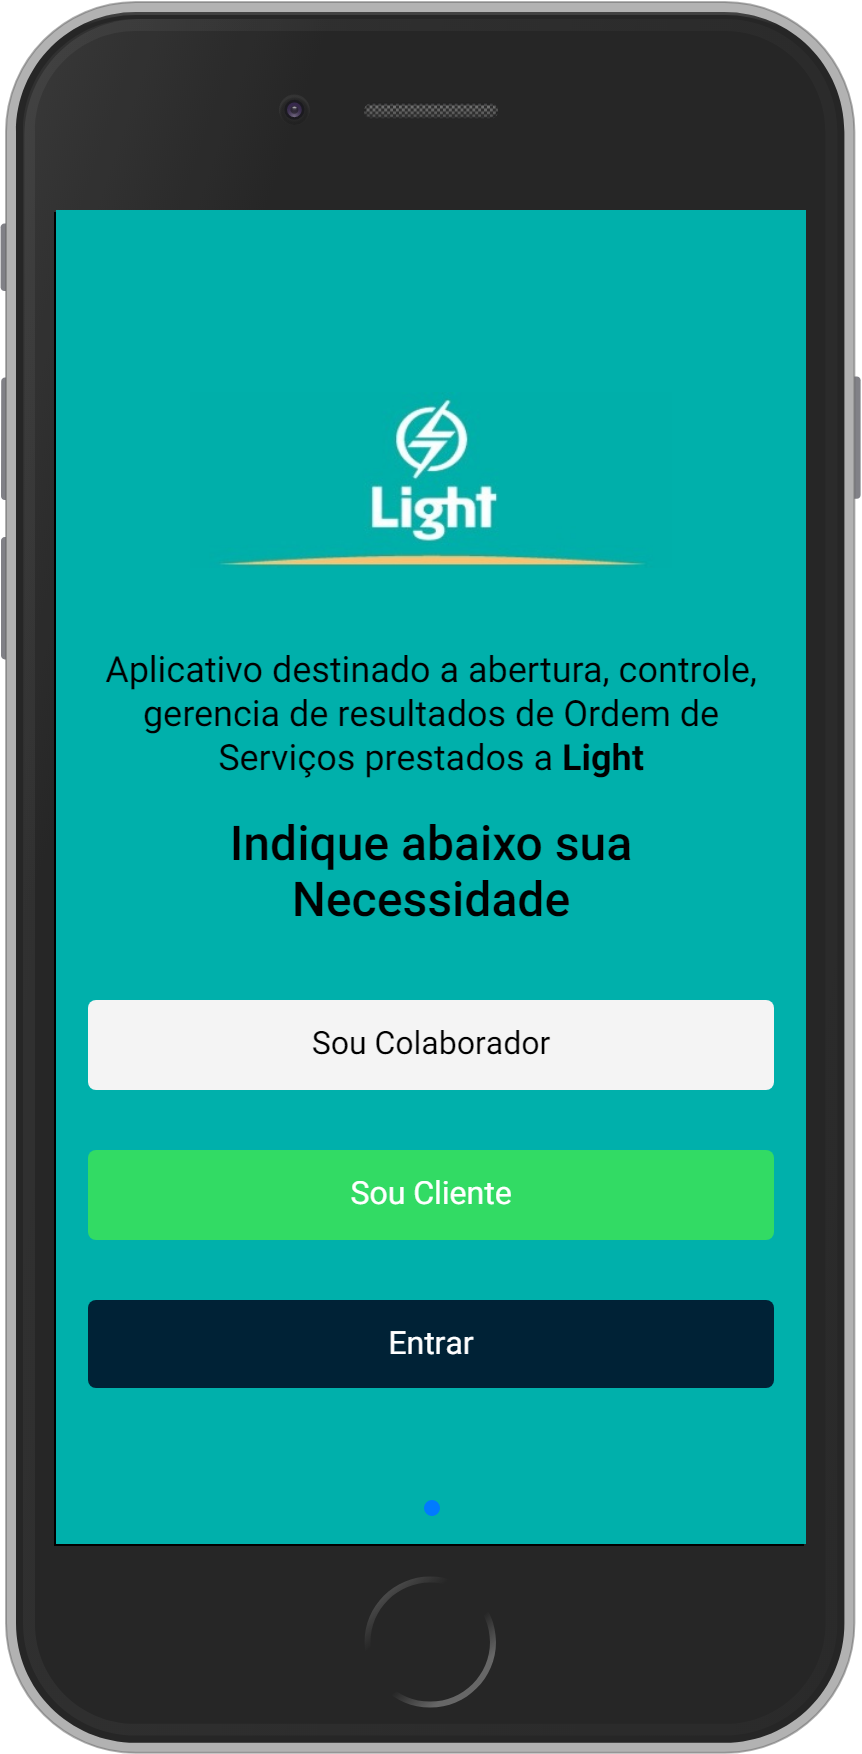 Light
Aplicativo destinado a abertura, controle,
gerencia de resultados de Ordem de
Serviços prestados a Light
Indique abaixo sua
Necessidade
Sou Colaborador
Sou Cliente
Entrar